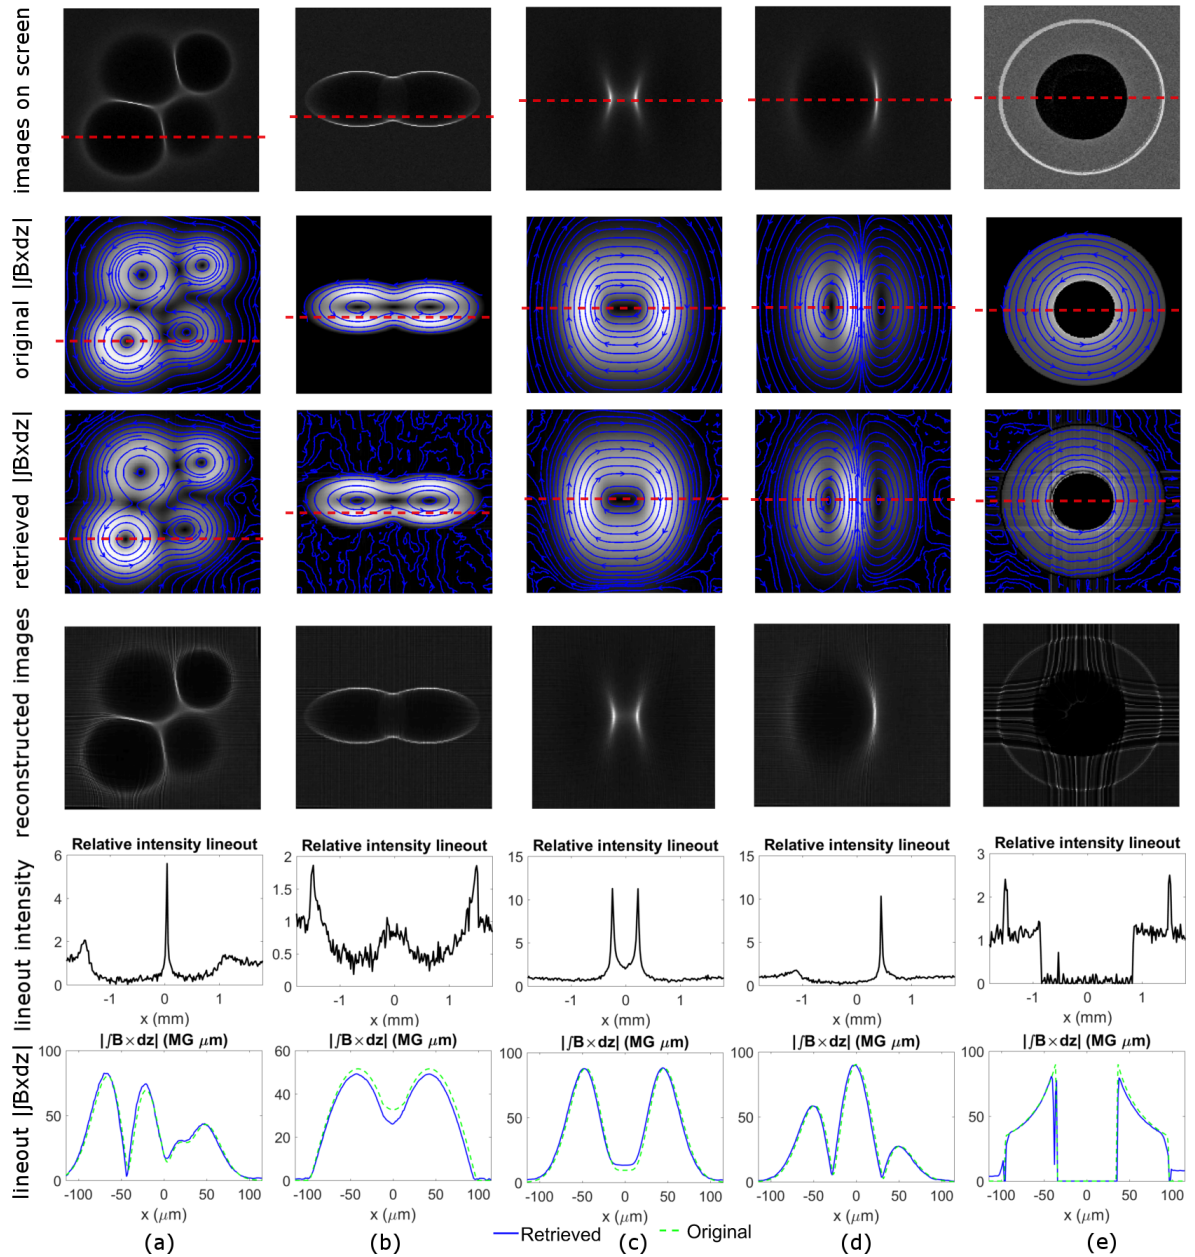 images on screen
original |∫Bxdz|
retrieved |∫Bxdz|
reconstructed images
lineout intensity
Relative intensity lineout
6
4
2
0
-1
0
1
x (mm)
Relative intensity lineout
2
1.5
1
0.5
0
-1
0
1
x (mm)
Relative intensity lineout
15
10
5
0
-1
0
1
x (mm)
Relative intensity lineout
15
10
5
0
-1
0
1
x (mm)
Relative intensity lineout
3
2
1
0
-1
0
1
x (mm)
lineout |∫Bxdz|
|∫B×dz| (MG μm)
100
50
0
-100
-50
0
50
100
x (μm)
|∫B×dz| (MG μm)
60
40
20
0
-100
-50
0
50
100
x (μm)
|∫B×dz| (MG μm)
100
50
0
-100
-50
0
50
100
x (μm)
|∫B×dz| (MG μm)
100
50
0
-100
-50
0
50
100
x (μm)
|∫B×dz| (MG μm)
100
50
0
-100
-50
0
50
100
x (μm)
Retrieved
Original
(a)
(b)
(c)
(d)
(e)